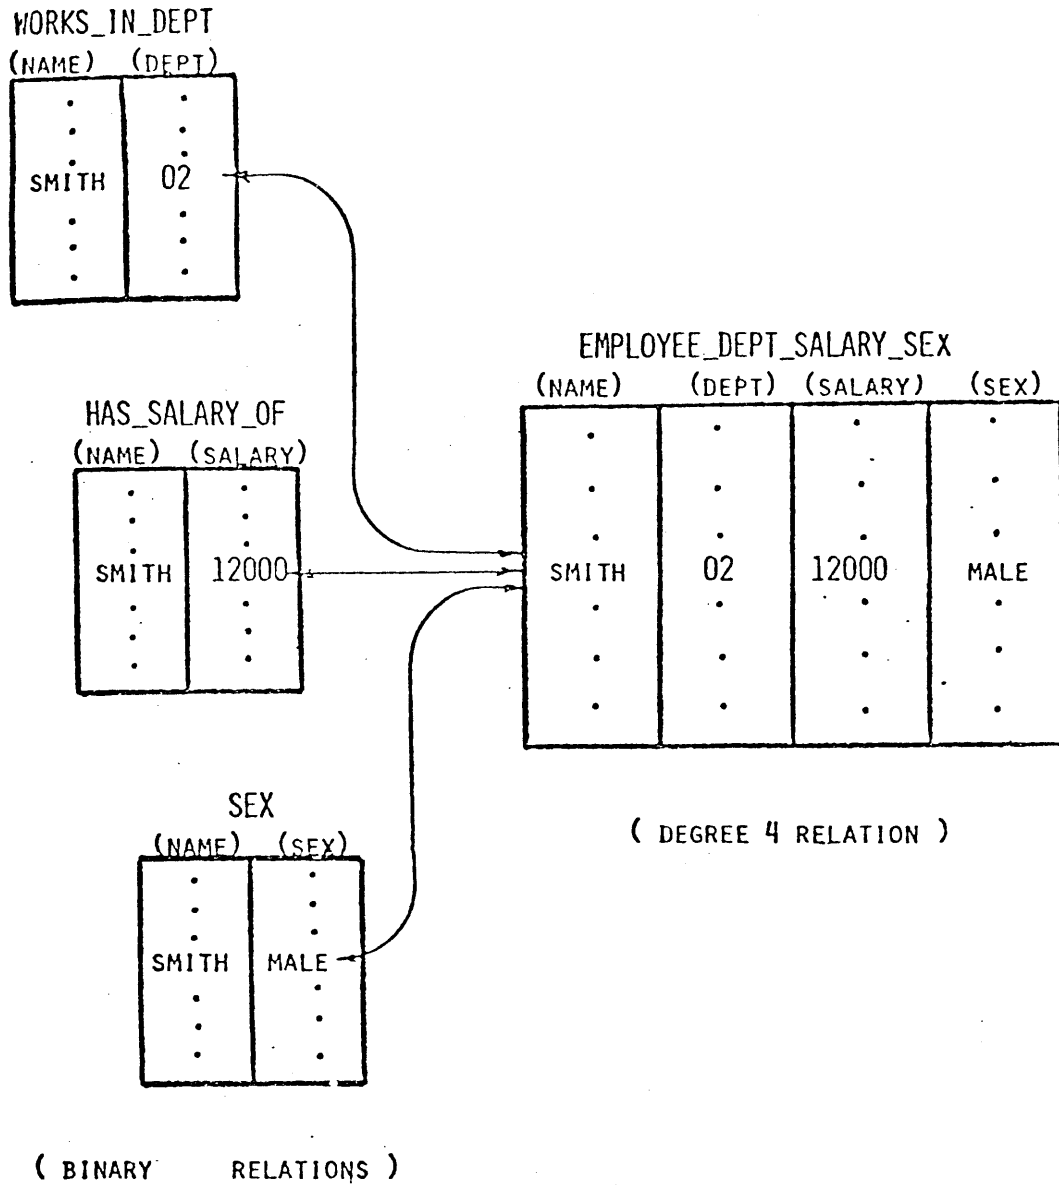 WORKS_IN_DEPT
(NAME) (DEPT)
SMITH 02
HAS_SALARY_OF
(NAME) (SALARY)
SMITH 12000
SEX
(NAME) (SEX)
SMITH MALE
( BINARY RELATIONS )
EMPLOYEE_DEPT_SALARY_SEX
(NAME) (DEPT) (SALARY) (SEX)
SMITH 02 12000 MALE
( DEGREE 4 RELATION )